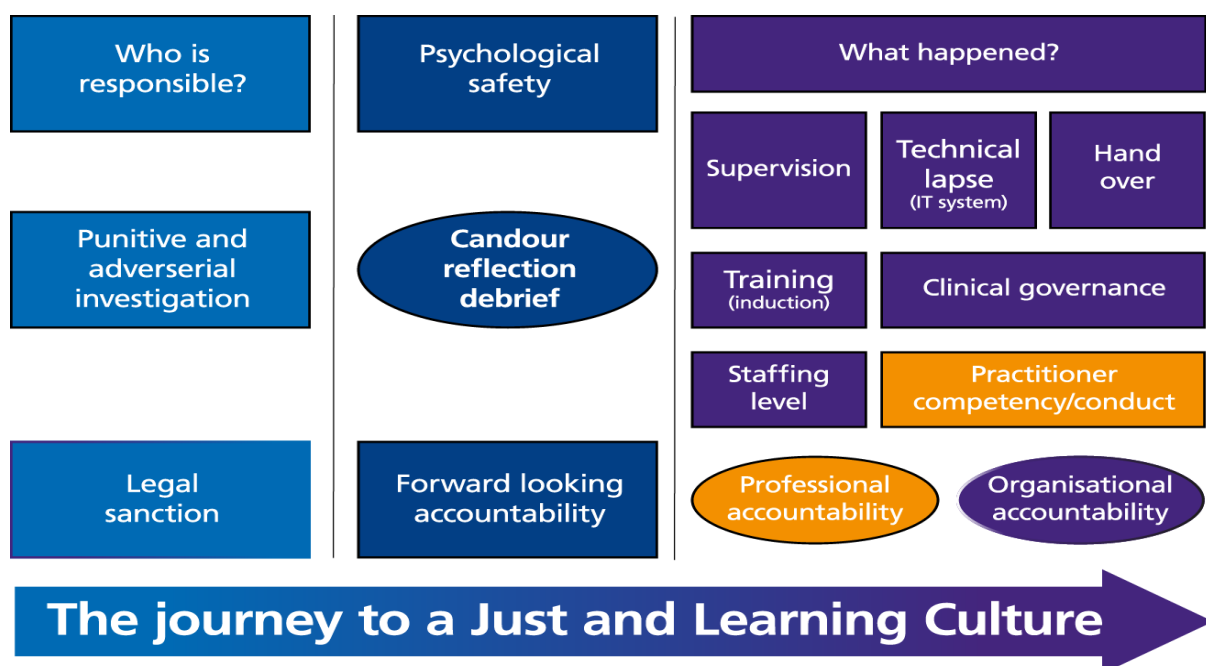 Who is
responsible?
Punitive and
adverserial
investigation
Legal
sanction
Psychological
safety
Candour
reflection
debrief
Forward looking
accountability
What happened?
Supervision
Technical
lapse
(IT system)
Hand
over
Training
(induction)
Clinical governance
Staffing
level
Practitioner
competency/conduct
Professional
accountability
Organisational
accountability
The journey to a Just and Learning Culture